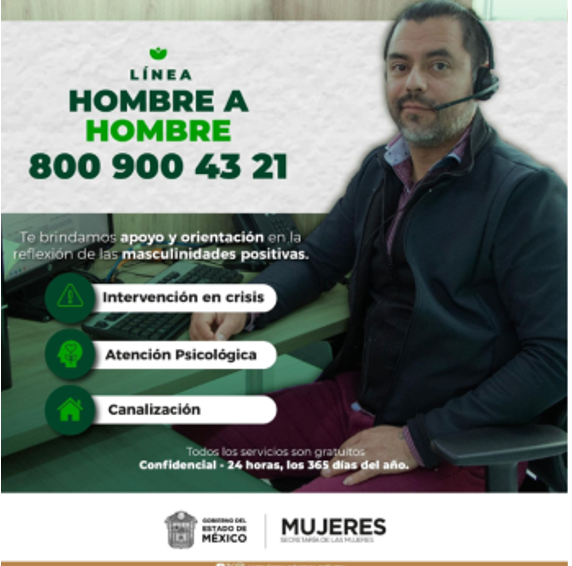 LÍNEA
HOMBRE A
HOMBRE
800 900 43 21
Te brindamos apoyo y orientación en la
reflexión de las masculinidades positivas.
Intervención en crisis
Atención Psicológica
Canalización
Todos los servicios son gratuitos
Confidencial - 24 horas, los 365 días del año.
GOBIERNO DEL
ESTADO DE
MÉXICO
MUJERES
SECRETARÍA DE LAS MUJERES